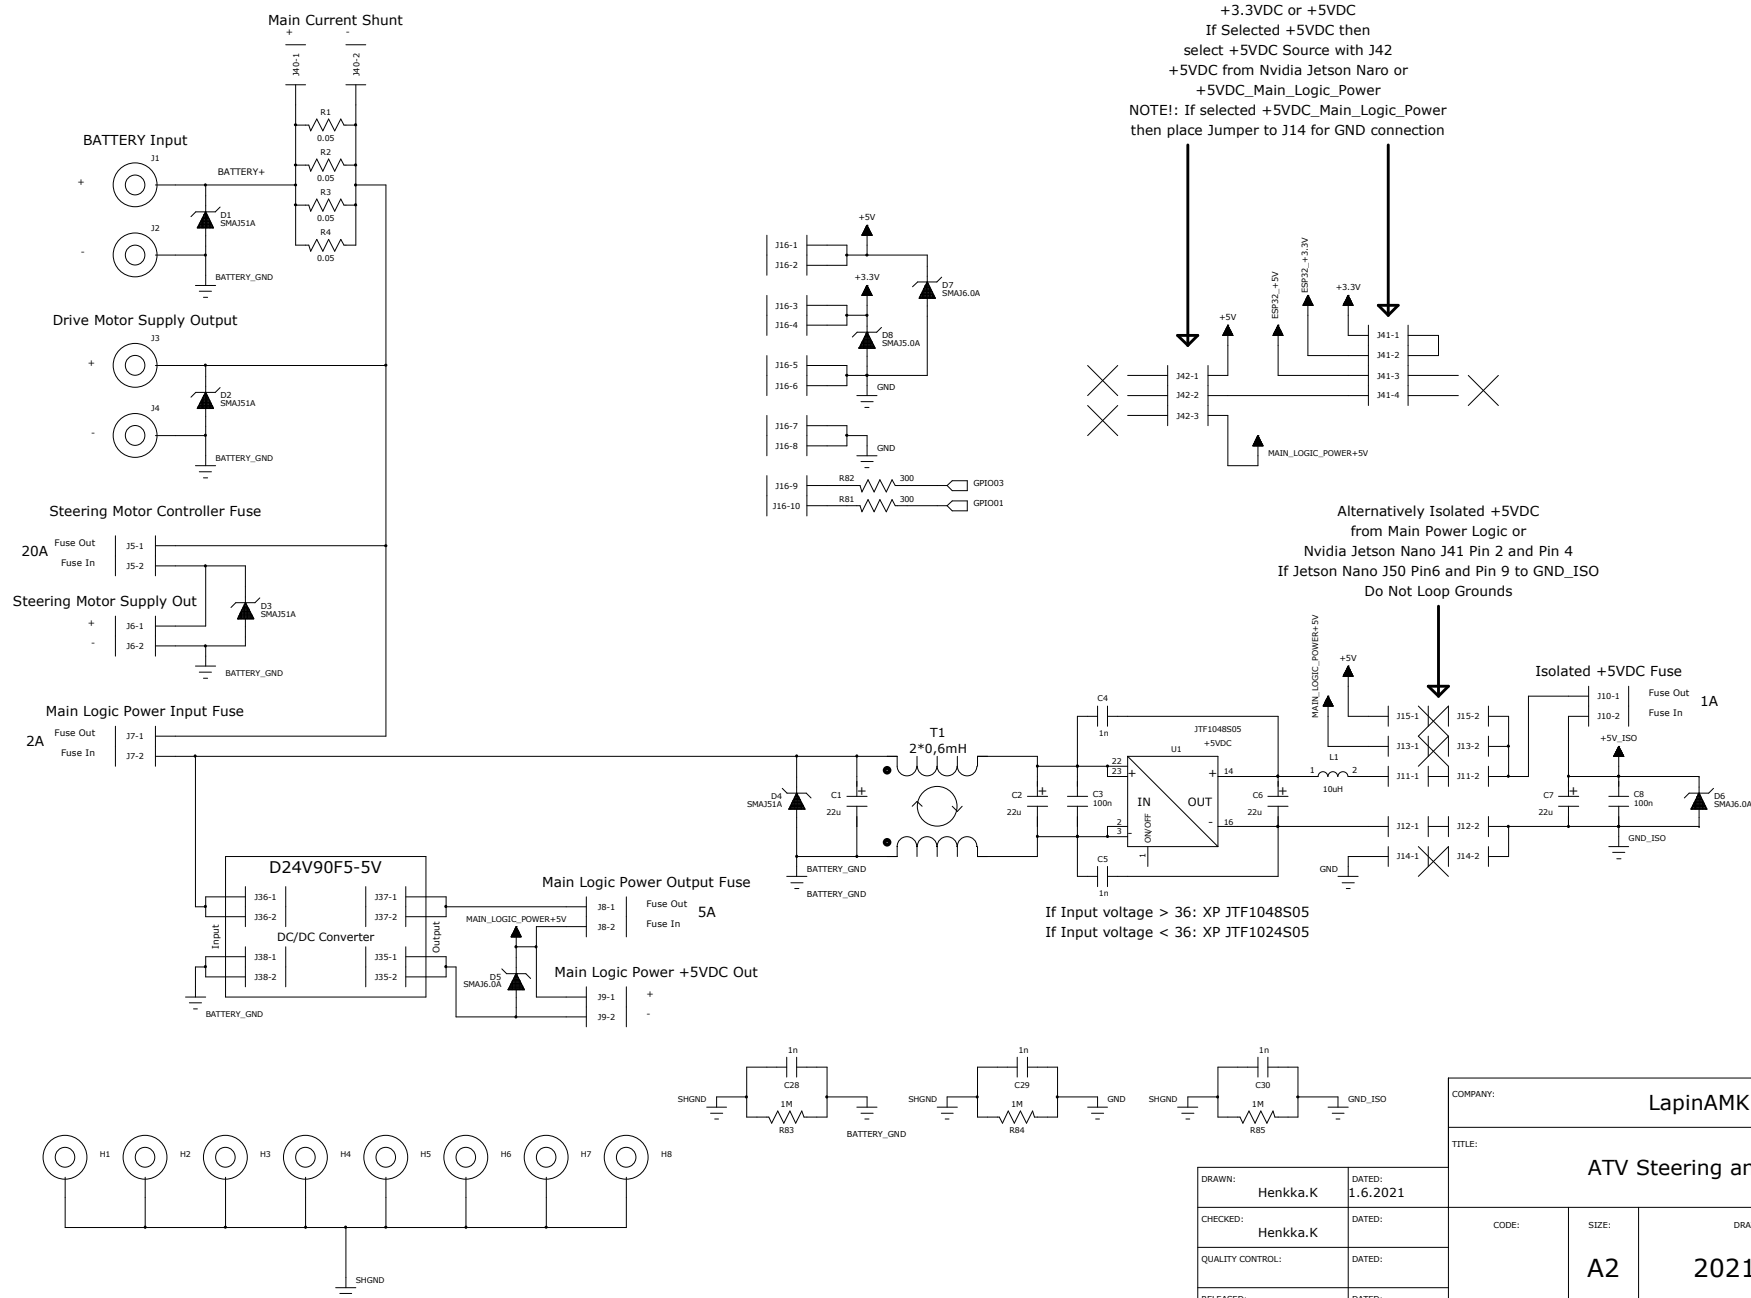 Main Current Shunt
+ -
J40-1
J40-2
R1
0.05
R2
0.05
R3
0.05
R4
0.05
BATTERY Input
J1
+
BATTERY+
D1
SMAJ51A
J2
-
BATTERY_GND
Drive Motor Supply Output
J3
+
D2
SMAJ51A
J4
-
BATTERY_GND
Steering Motor Controller Fuse
20A
Fuse Out
J5-1
Fuse In
J5-2
Steering Motor Supply Out
D3
SMAJ51A
+
J6-1
-
J6-2
BATTERY_GND
Main Logic Power Input Fuse
2A
Fuse Out
J7-1
Fuse In
J7-2
+3.3VDC or +5VDC
If Selected +5VDC then
select +5VDC Source with J42
+5VDC from Nvidia Jetson Naro or
+5VDC_Main_Logic_Power
NOTE!: If selected +5VDC_Main_Logic_Power
then place Jumper to J14 for GND connection
+5V
J16-1
J16-2
+3.3V
D7
SMAJ6.0A
J16-3
J16-4
D8
SMAJ5.0A
J16-5
J16-6
GND
J16-7
J16-8
GND
J16-9
R82
300
GPIO03
J16-10
R81
300
GPIO01
ESP32_+5V
ESP32_+3.3V
+3.3V
+5V
J41-1
J41-2
J41-3
J41-4
J42-1
J42-2
J42-3
MAIN_LOGIC_POWER+5V
Alternatively Isolated +5VDC
from Main Power Logic or
Nvidia Jetson Nano J41 Pin 2 and Pin 4
If Jetson Nano J50 Pin6 and Pin 9 to GND_ISO
Do Not Loop Grounds
MAIN_LOGIC_POWER+5V
+5V
Isolated +5VDC Fuse
J10-1
Fuse Out
1A
J10-2
Fuse In
+5V_ISO
J15-1
J15-2
J13-1
J13-2
L1
1 2
10uH
J11-1
J11-2
J12-1
J12-2
J14-1
J14-2
GND
C7
22u
+
C8
100n
D6
SMAJ6.0A
GND_ISO
C4
1n
JTF1048S05
+5VDC
U1
22
23
+
2
3
-
IN
OUT
ON/OFF
1
+
14
-
16
C6
22u
+
C5
1n
T1
2*0,6mH
D4
SMAJ51A
C1
22u
+
C2
22u
+
C3
100n
BATTERY_GND
BATTERY_GND
If Input voltage > 36: XP JTF1048S05
If Input voltage < 36: XP JTF1024S05
D24V90F5-5V
J36-1
J36-2
J37-1
J37-2
Input
DC/DC Converter
Output
J38-1
J38-2
J35-1
J35-2
BATTERY_GND
Main Logic Power Output Fuse
MAIN_LOGIC_POWER+5V
J8-1
Fuse Out
5A
J8-2
Fuse In
D5
SMAJ6.0A
Main Logic Power +5VDC Out
J9-1
+
J9-2
-
1n
C28
SHGND
1M
R83
BATTERY_GND
1n
C29
SHGND
1M
R84
GND
1n
C30
SHGND
1M
R85
GND_ISO
H1
H2
H3
H4
H5
H6
H7
H8
SHGND
COMPANY:
LapinAMK
TITLE:
ATV Steering
DRAWN:
Henkka.K
DATED:
1.6.2021
CHECKED:
Henkka.K
DATED:
QUALITY CONTROL:
DATED:
CODE:
SIZE:
A2
2021